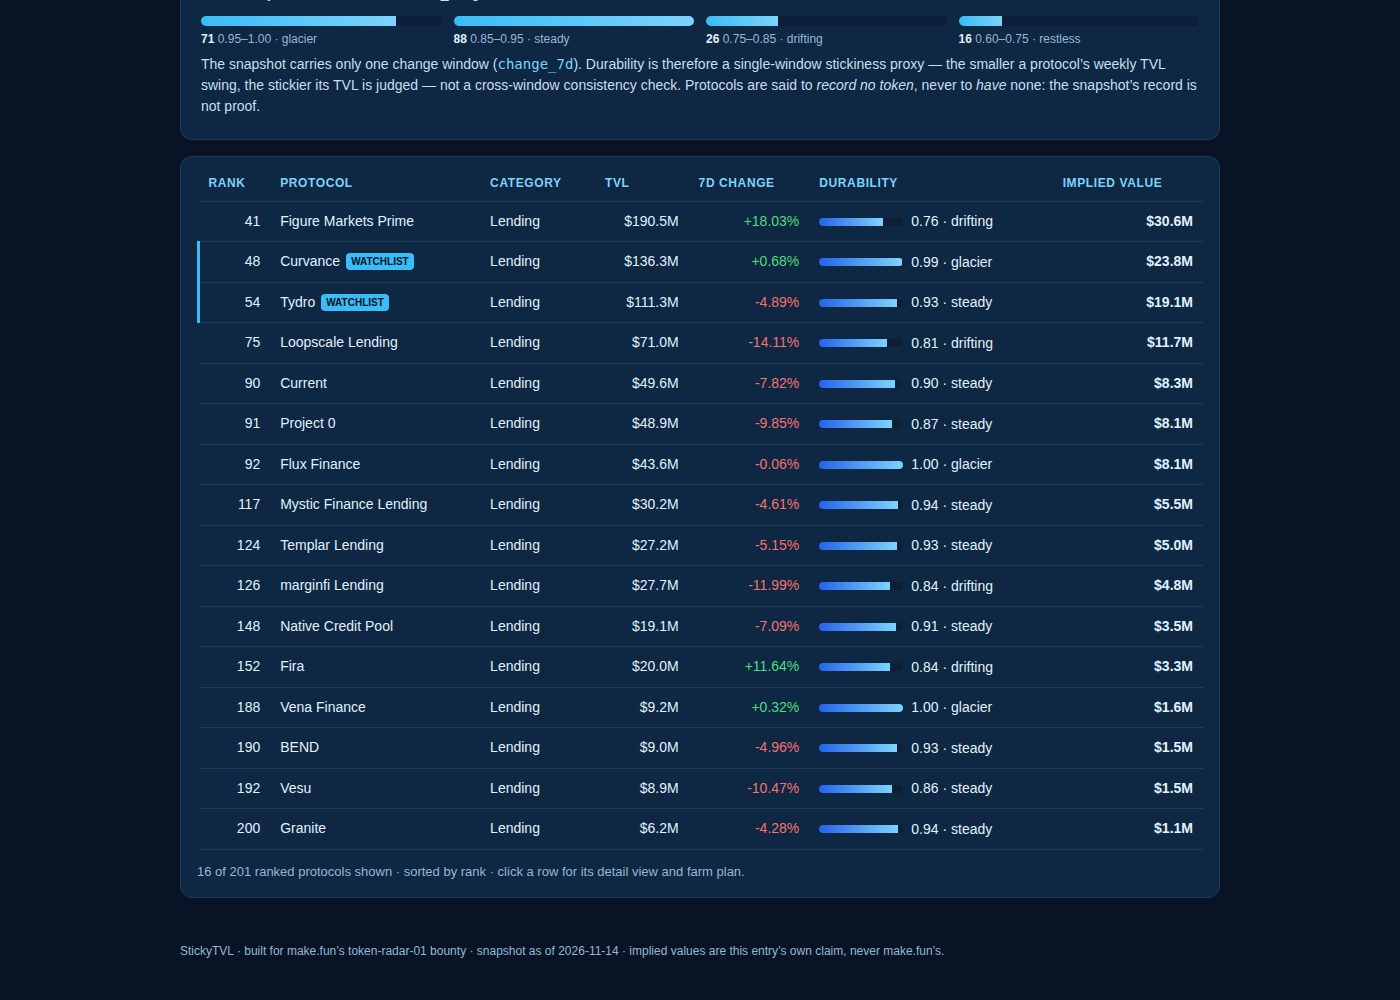 71 0.95–1.00 · glacier
88 0.85–0.95 · steady
26 0.75–0.85 · drifting
16 0.60–0.75 · restless
The snapshot carries only one change window (change_7d). Durability is therefore a single-window stickiness proxy — the smaller a protocol’s weekly TVL
swing, the stickier its TVL is judged — not a cross-window consistency check. Protocols are said to record no token, never to have none: the snapshot’s record is
not proof.
RANK PROTOCOL CATEGORY TVL 7D CHANGE DURABILITY IMPLIED VALUE
41 Figure Markets Prime Lending $190.5M +18.03% 0.76 · drifting $30.6M
48 Curvance WATCHLIST Lending $136.3M +0.68% 0.99 · glacier $23.8M
54 Tydro WATCHLIST Lending $111.3M -4.89% 0.93 · steady $19.1M
75 Loopscale Lending Lending $71.0M -14.11% 0.81 · drifting $11.7M
90 Current Lending $49.6M -7.82% 0.90 · steady $8.3M
91 Project 0 Lending $48.9M -9.85% 0.87 · steady $8.1M
92 Flux Finance Lending $43.6M -0.06% 1.00 · glacier $8.1M
117 Mystic Finance Lending Lending $30.2M -4.61% 0.94 · steady $5.5M
124 Templar Lending Lending $27.2M -5.15% 0.93 · steady $5.0M
126 marginfi Lending Lending $27.7M -11.99% 0.84 · drifting $4.8M
148 Native Credit Pool Lending $19.1M -7.09% 0.91 · steady $3.5M
152 Fira Lending $20.0M +11.64% 0.84 · drifting $3.3M
188 Vena Finance Lending $9.2M +0.32% 1.00 · glacier $1.6M
190 BEND Lending $9.0M -4.96% 0.93 · steady $1.5M
192 Vesu Lending $8.9M -10.47% 0.86 · steady $1.5M
200 Granite Lending $6.2M -4.28% 0.94 · steady $1.1M
16 of 201 ranked protocols shown · sorted by rank · click a row for its detail view and farm plan.
StickyTVL · built for make.fun’s token-radar-01 bounty · snapshot as of 2026-11-14 · implied values are this entry’s own claim, never make.fun’s.